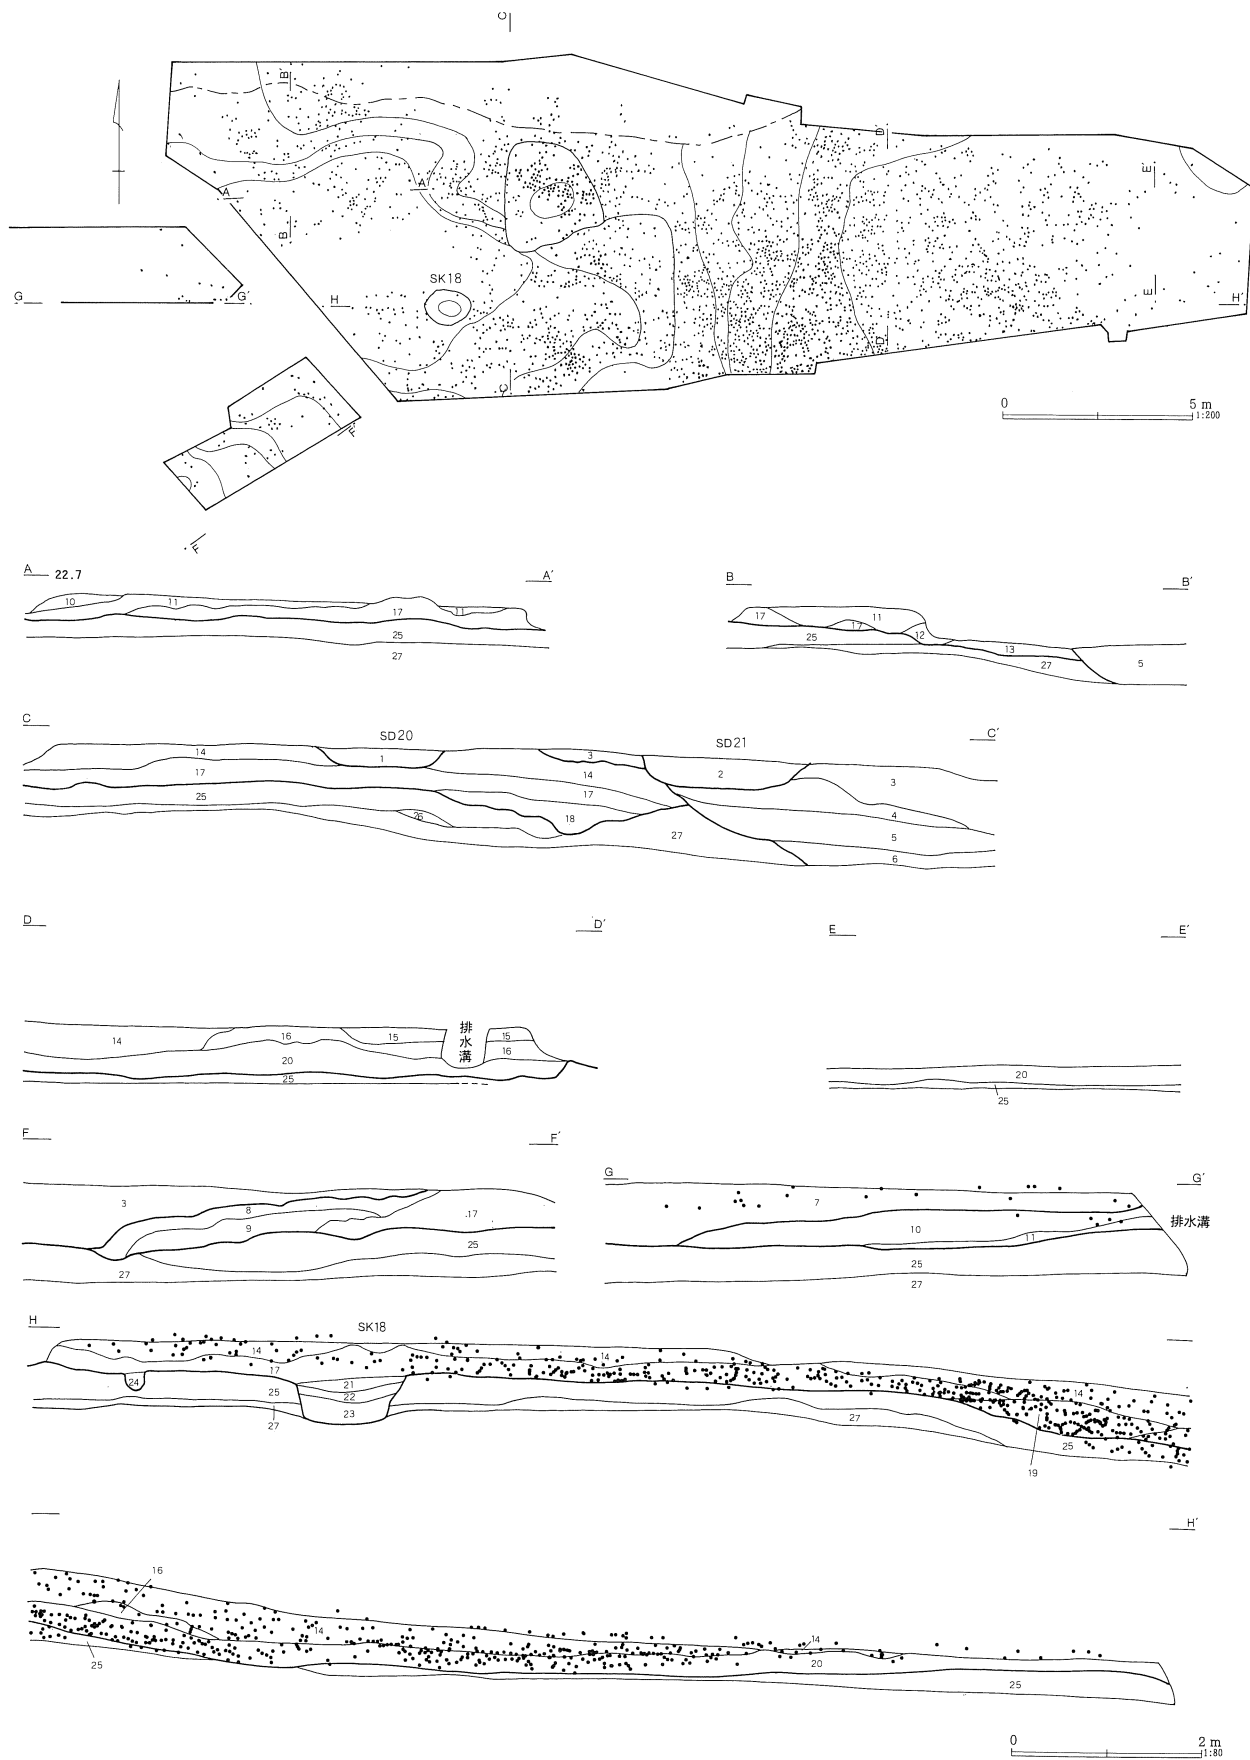 C
B′
D′
E′
A A′
B
SK18
G G′ H E H′
D
C′
F′
0 5 m
1:200
F
A 22.7 A′
10 11 17 11
25
27
B B′
17 11 17 12
25 13 27 5
C SD20 SD21 C′
14 1 3 2 3
17 14
25 17 4
26 18 27 5
6
D D′
排水溝
14 16 15 15
20 16
25
E E′
20
25
F F′
3 8 17
9 25
27
G G′
7
10 11 排水溝
25
27
H SK18
14 14 14
17 21
24 25 22
23
27 27 25
19
H′
16
14 14
25 20
25
0 2 m
1:80